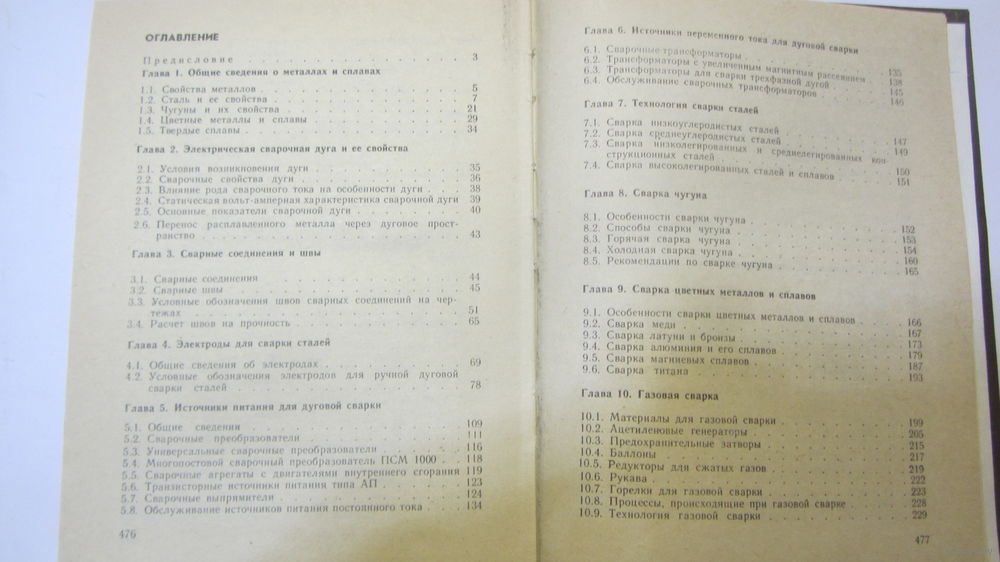 ОГЛАВЛЕНИЕ
Предисловие 3
Глава 1. Общие сведения о металлах и сплавах
1.1. Свойства металлов 5
1.2. Сталь и ее свойства 7
1.3. Чугуны и их свойства 21
1.4. Цветные металлы и сплавы 29
1.5. Твердые сплавы 34
Глава 2. Электрическая сварочная дуга и ее свойства
2.1. Условия возникновения дуги 35
2.2. Сварочные свойства дуги 36
2.3. Влияние рода сварочного тока на особенности дуги 38
2.4. Статическая вольт-амперная характеристика сварочной дуги 39
2.5. Основные показатели сварочной дуги 40
2.6. Перенос расплавленного металла через дуговое прост-
ранство 43
Глава 3. Сварные соединения и швы
3.1. Сварные соединения 44
3.2. Сварные швы 45
3.3. Условные обозначения швов сварных соединений на чер-
тежах 51
3.4. Расчет швов на прочность 65
Глава 4. Электроды для сварки сталей
4.1. Общие сведения об электродах 69
4.2. Условные обозначения электродов для ручной дуговой
сварки сталей 78
Глава 5. Источники питания для дуговой сварки
5.1. Общие сведения 109
5.2. Сварочные преобразователи 111
5.3. Универсальные сварочные преобразователи 116
5.4. Многопостовой сварочный преобразователь ПСМ 1000 118
5.5. Сварочные агрегаты с двигателями внутреннего сгорания 119
5.6. Транзисторные источники питания типа АП 123
5.7. Сварочные выпрямители 124
5.8. Обслуживание источников питания постоянного тока 134
476
Глава 6. Источники переменного тока для дуговой сварки
6.1. Сварочные трансформаторы 135
6.2. Трансформаторы с увеличенным магнитным рассеянием 138
6.3. Трансформаторы для сварки трехфазной дугой 145
6.4. Обслуживание сварочных трансформаторов 146
Глава 7. Технология сварки сталей
7.1. Сварка низкоуглеродистых сталей 147
7.2. Сварка среднеуглеродистых сталей 149
7.3. Сварка низколегированных и среднелегированных кон-
струкционных сталей 150
7.4. Сварка высоколегированных сталей и сплавов 151
Глава 8. Сварка чугуна
8.1. Особенности сварки чугуна 152
8.2. Способы сварки чугуна 153
8.3. Горячая сварка чугуна 154
8.4. Холодная сварка чугуна 160
8.5. Рекомендации по сварке чугуна 165
Глава 9. Сварка цветных металлов и сплавов
9.1. Особенности сварки цветных металлов и сплавов 166
9.2. Сварка меди 167
9.3. Сварка латуни и бронзы 173
9.4. Сварка алюминия и его сплавов 179
9.5. Сварка магниевых сплавов 187
9.6. Сварка титана 193
Глава 10. Газовая сварка
10.1. Материалы для газовой сварки 199
10.2. Ацетиленовые генераторы 205
10.3. Предохранительные затворы 215
10.4. Баллоны 217
10.5. Редукторы для сжатых газов 219
10.6. Рукава 222
10.7. Горелки для газовой сварки 223
10.8. Процессы, происходящие при газовой сварке 228
10.9. Технология газовой сварки 229
477